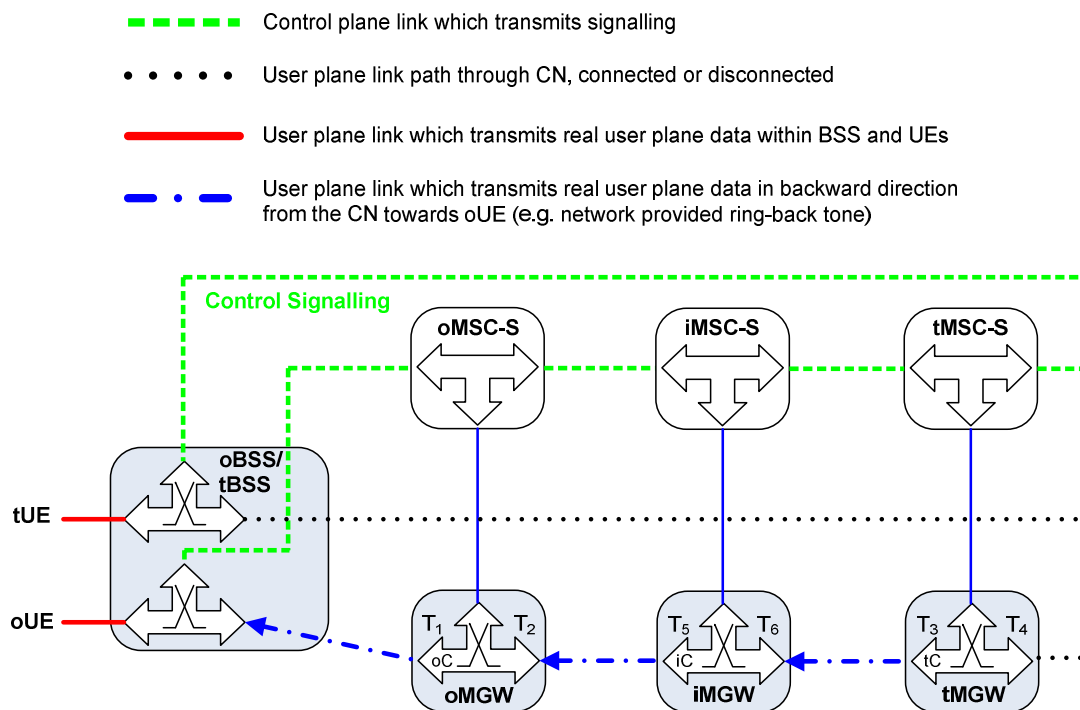 Control plane link which transmits signalling
User plane link path through CN, connected or disconnected
User plane link which transmits real user plane data within BSS and UEs
User plane link which transmits real user plane data in backward direction
from the CN towards oUE (e.g. network provided ring-back tone)
Control Signalling
oMSC-S
iMSC-S
tMSC-S
oBSS/
tBSS
tUE
oUE
T1
T2
oC
oMGW
T5
T6
iC
iMGW
T3
T4
tC
tMGW